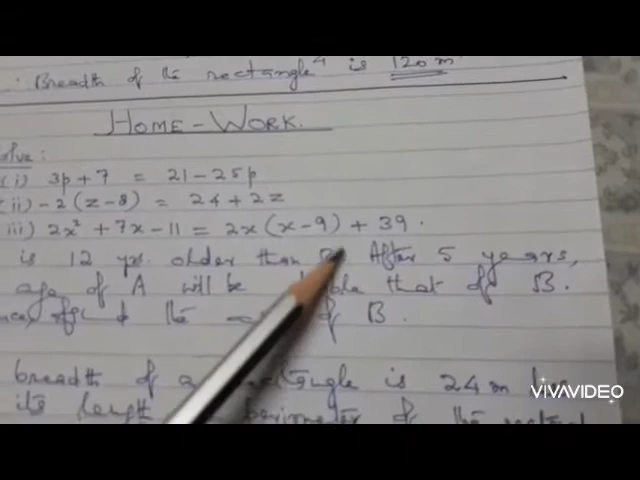 . Breadth of the rectangle is 120 m
HOME-WORK.
Solve:
(i) 3p + 7 = 21 - 25p
(ii) -2(z - 8) = 24 + 2z
iii) 2x² + 7x - 11 = 2x(x - 9) + 39.
is 12 yrs. older than After 5 years,
age of A will be that of B.
the of B.
breadth of a rectangle is 24 m
its length perimeter of the
VIVAVIDEO